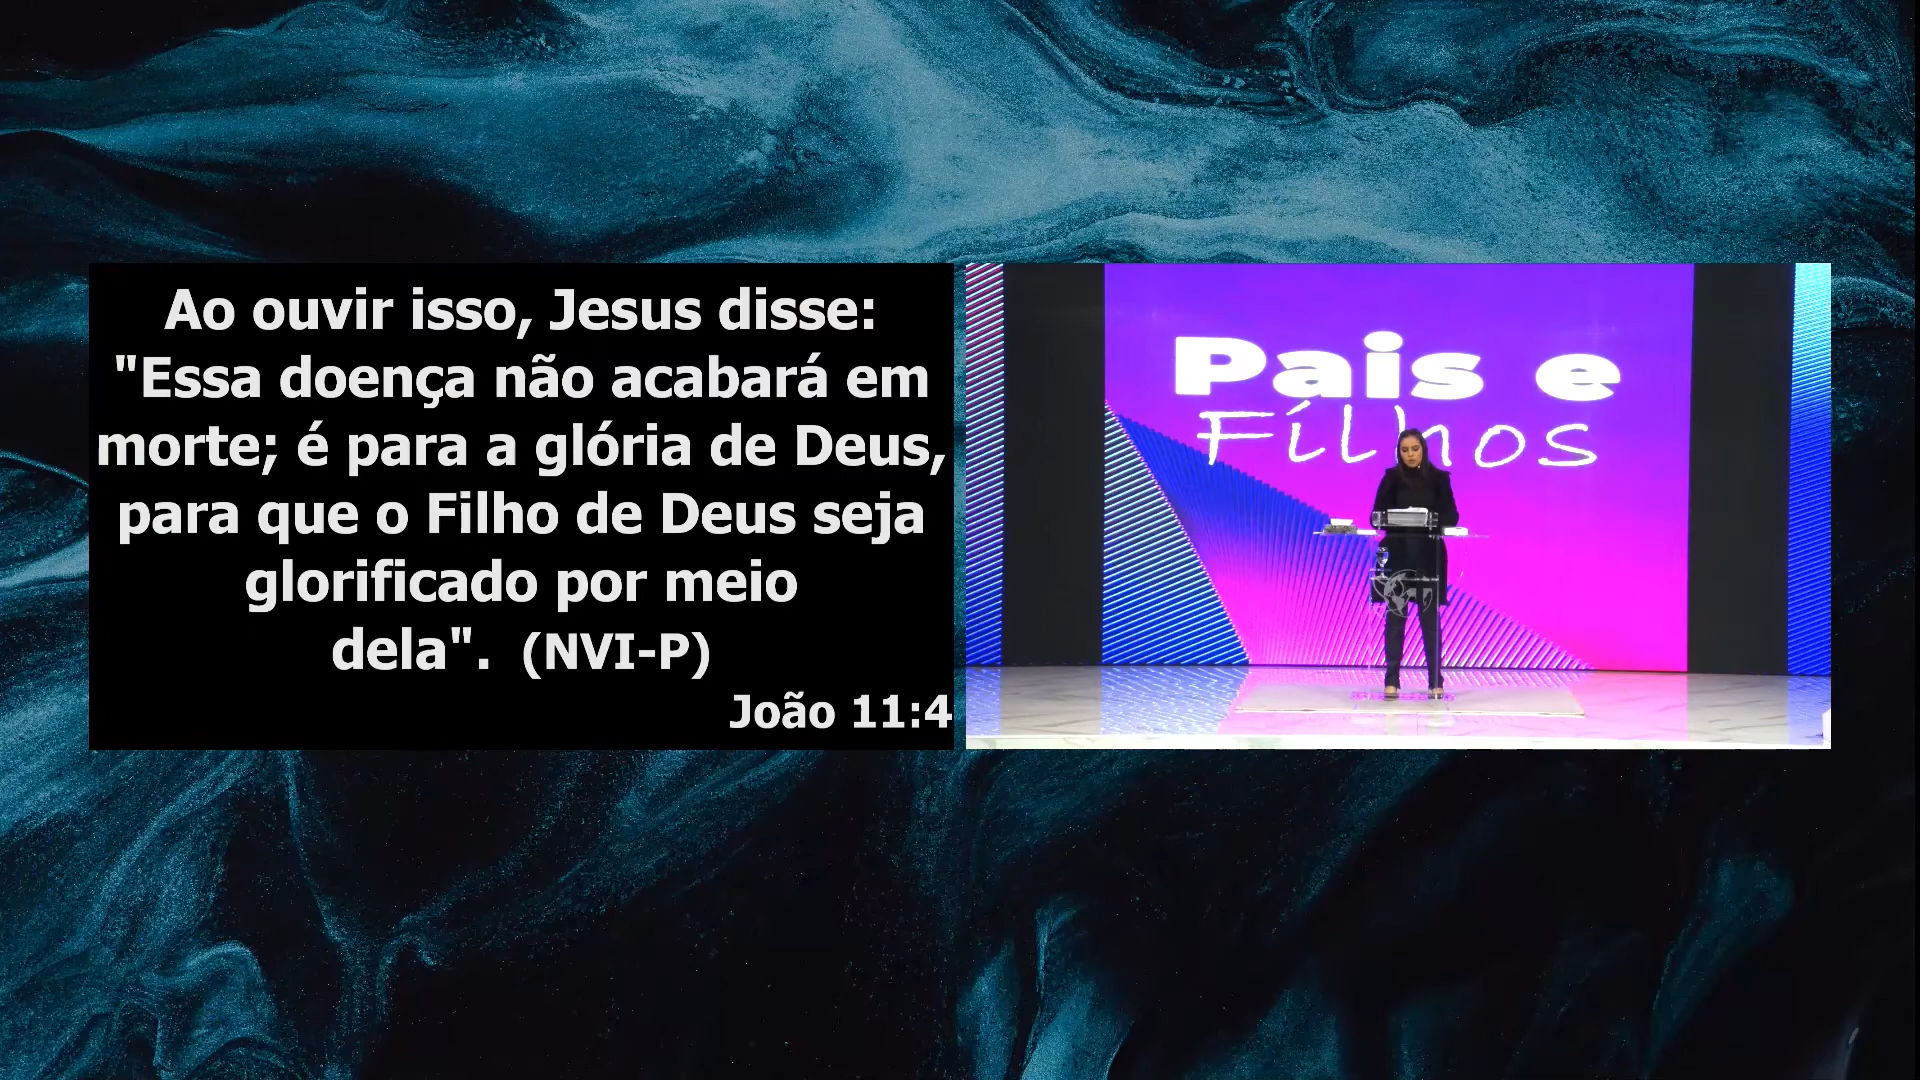 Ao ouvir isso, Jesus disse:
"Essa doença não acabará em
morte; é para a glória de Deus,
para que o Filho de Deus seja
glorificado por meio
dela". (NVI-P)
João 11:4
Pais e
Filhos